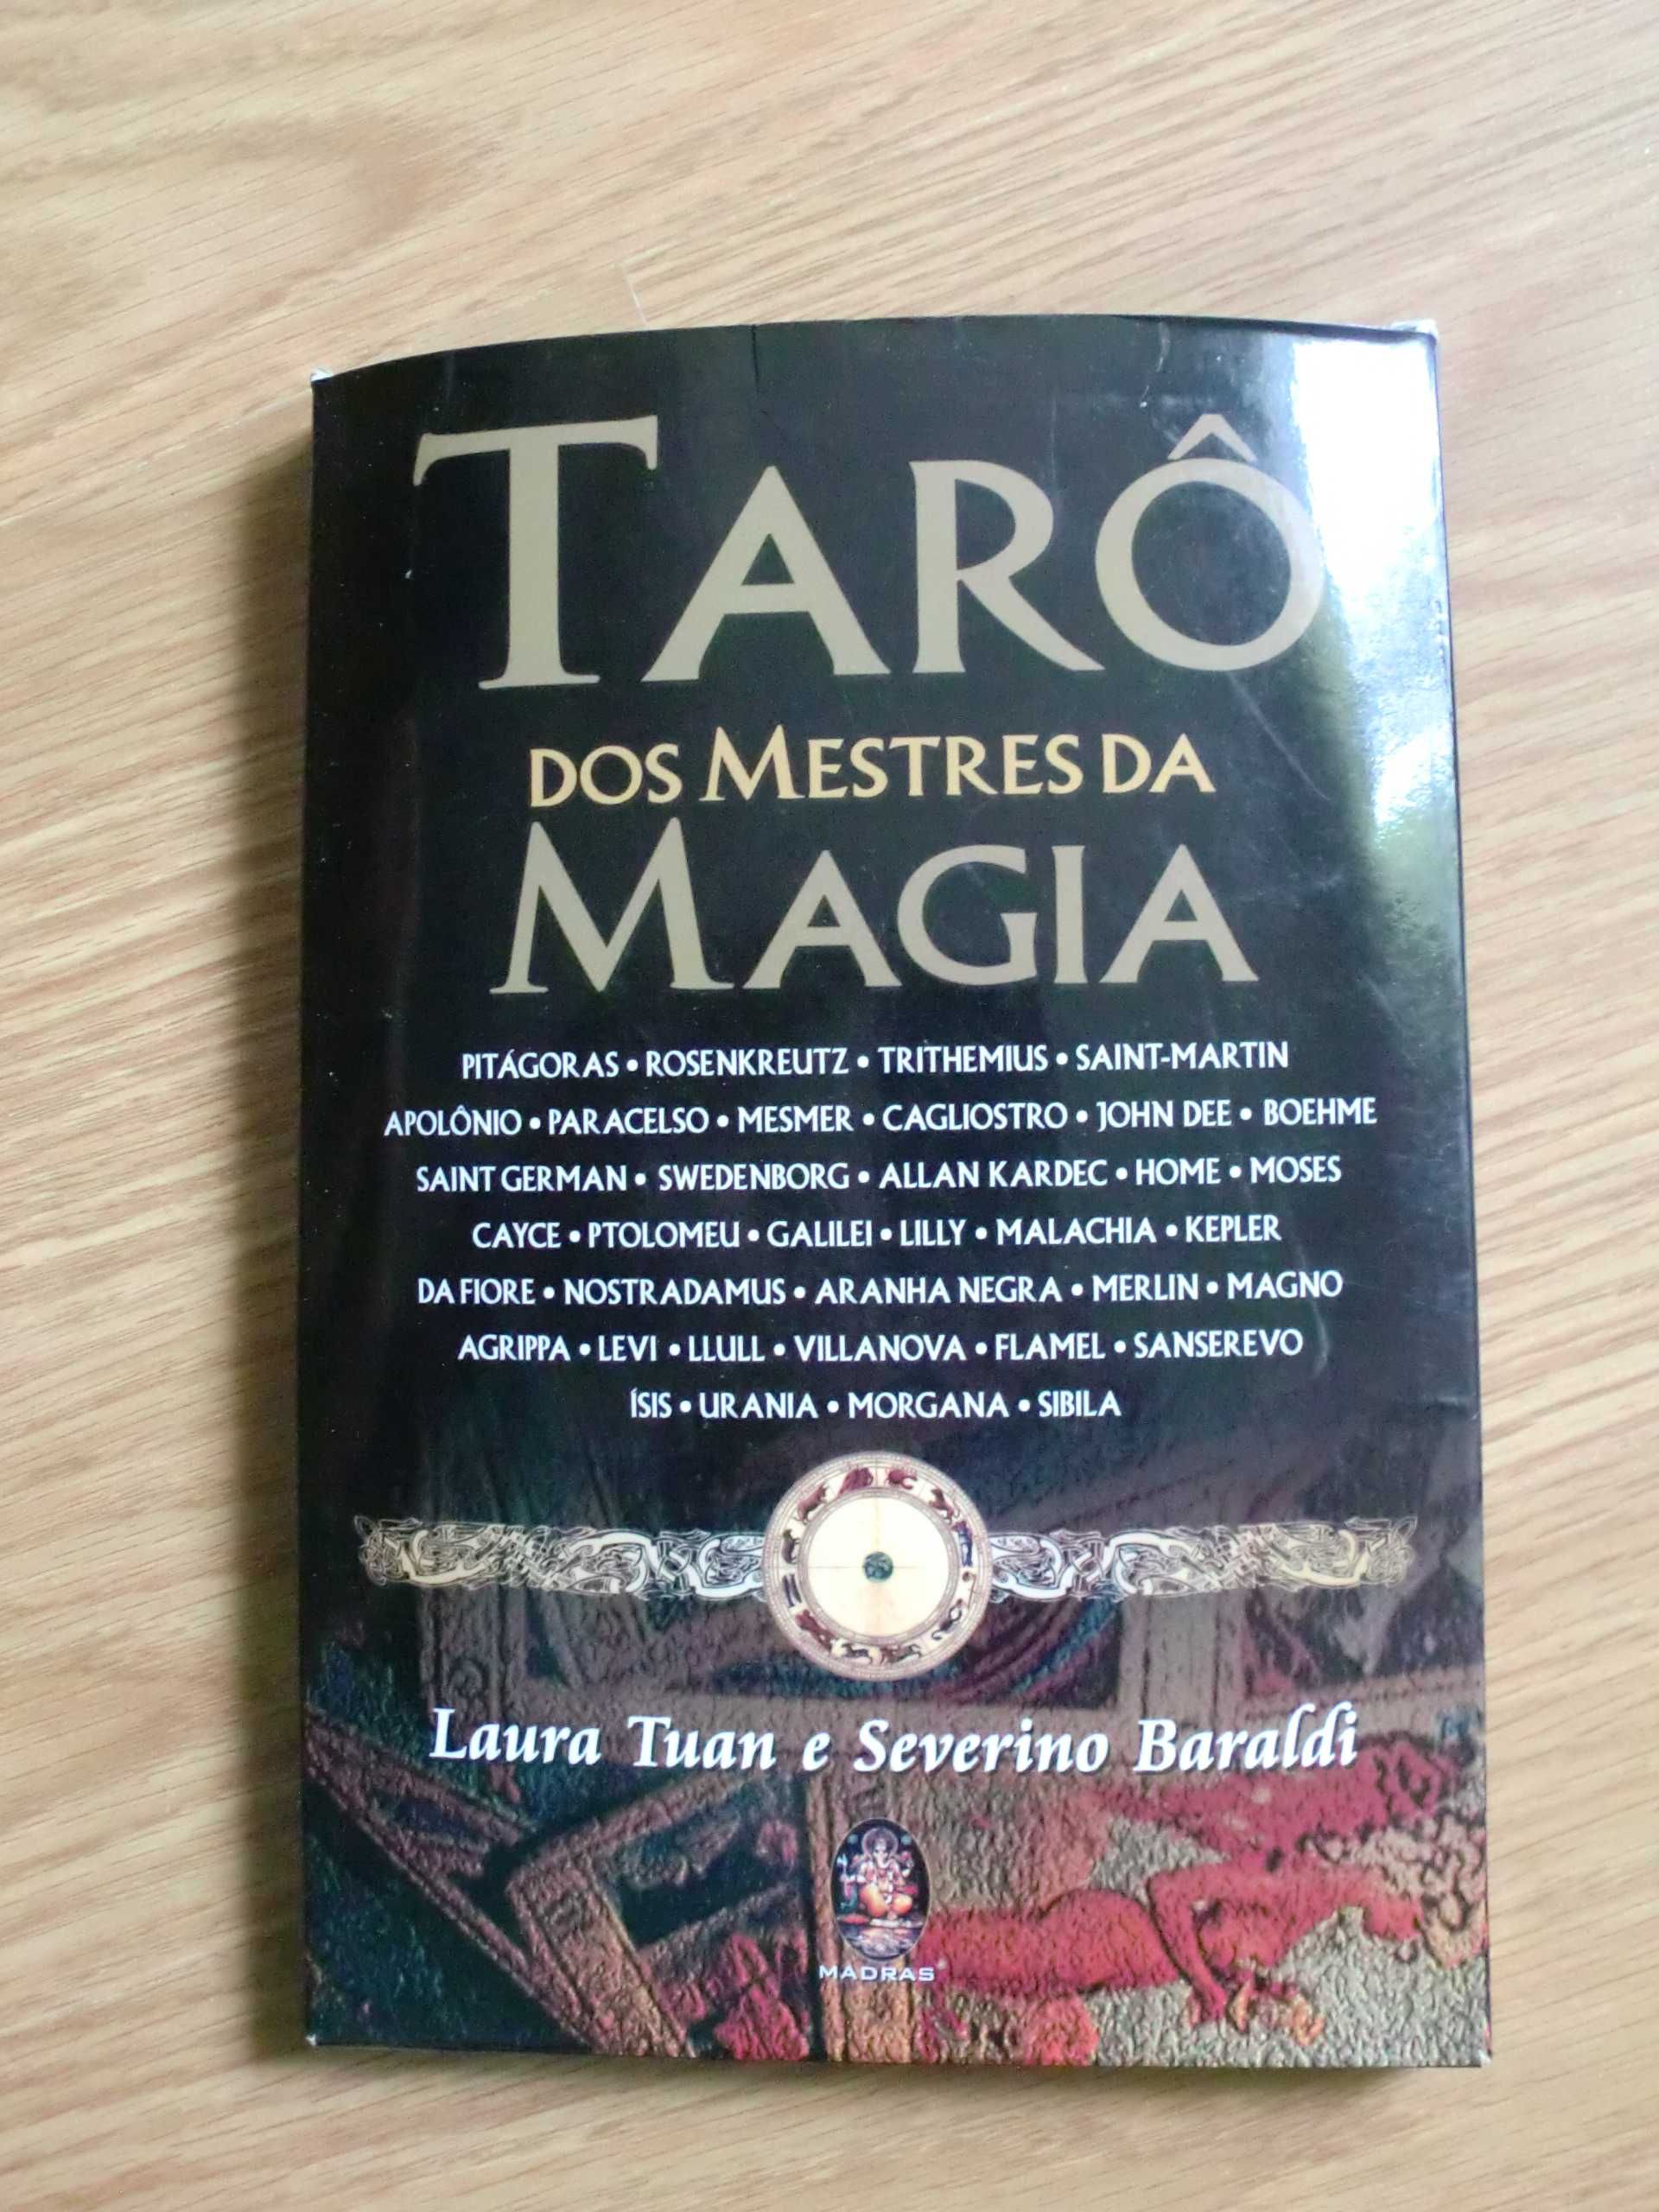 TARÔ
DOS MESTRES DA
MAGIA
PITÁGORAS • ROSENKREUTZ • TRITHEMIUS • SAINT-MARTIN
APOLÔNIO • PARACELSO • MESMER • CAGLIOSTRO • JOHN DEE • BOEHME
SAINT GERMAN • SWEDENBORG • ALLAN KARDEC • HOME • MOSES
CAYCE • PTOLOMEU • GALILEI • LILLY • MALACHIA • KEPLER
DA FIORE • NOSTRADAMUS • ARANHA NEGRA • MERLIN • MAGNO
AGRIPPA • LEVI • LLULL • VILLANOVA • FLAMEL • SANSEREVO
ÍSIS • URANIA • MORGANA • SIBILA
Laura Tuan e Severino Baraldi
MADRAS